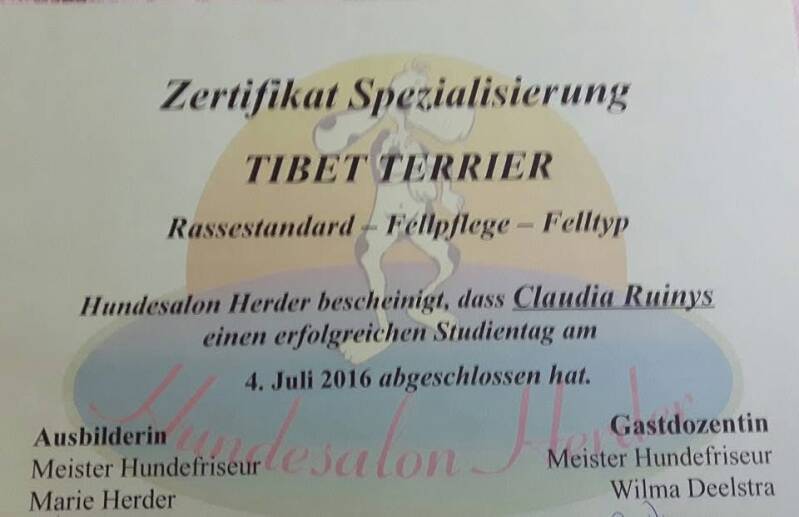 Zertifikat Spezialisierung
TIBET TERRIER
Rassestandard – Fellpflege – Felltyp
Hundesalon Herder bescheinigt, dass Claudia Ruinys
einen erfolgreichen Studientag am
4. Juli 2016 abgeschlossen hat.
Hundesalon Herder
Ausbilderin
Meister Hundefriseur
Marie Herder
Gastdozentin
Meister Hundefriseur
Wilma Deelstra